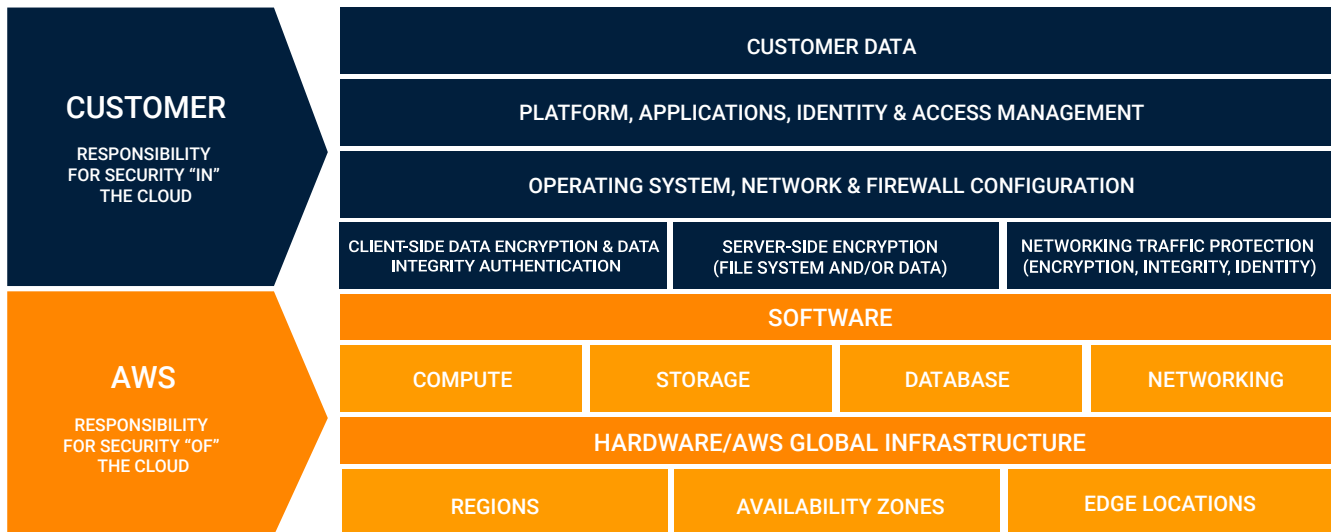 CUSTOMER
RESPONSIBILITY
FOR SECURITY “IN”
THE CLOUD
CUSTOMER DATA
PLATFORM, APPLICATIONS, IDENTITY & ACCESS MANAGEMENT
OPERATING SYSTEM, NETWORK & FIREWALL CONFIGURATION
CLIENT-SIDE DATA ENCRYPTION & DATA
INTEGRITY AUTHENTICATION
SERVER-SIDE ENCRYPTION
(FILE SYSTEM AND/OR DATA)
NETWORKING TRAFFIC PROTECTION
(ENCRYPTION, INTEGRITY, IDENTITY)
AWS
RESPONSIBILITY
FOR SECURITY “OF”
THE CLOUD
SOFTWARE
COMPUTE
STORAGE
DATABASE
NETWORKING
HARDWARE/AWS GLOBAL INFRASTRUCTURE
REGIONS
AVAILABILITY ZONES
EDGE LOCATIONS